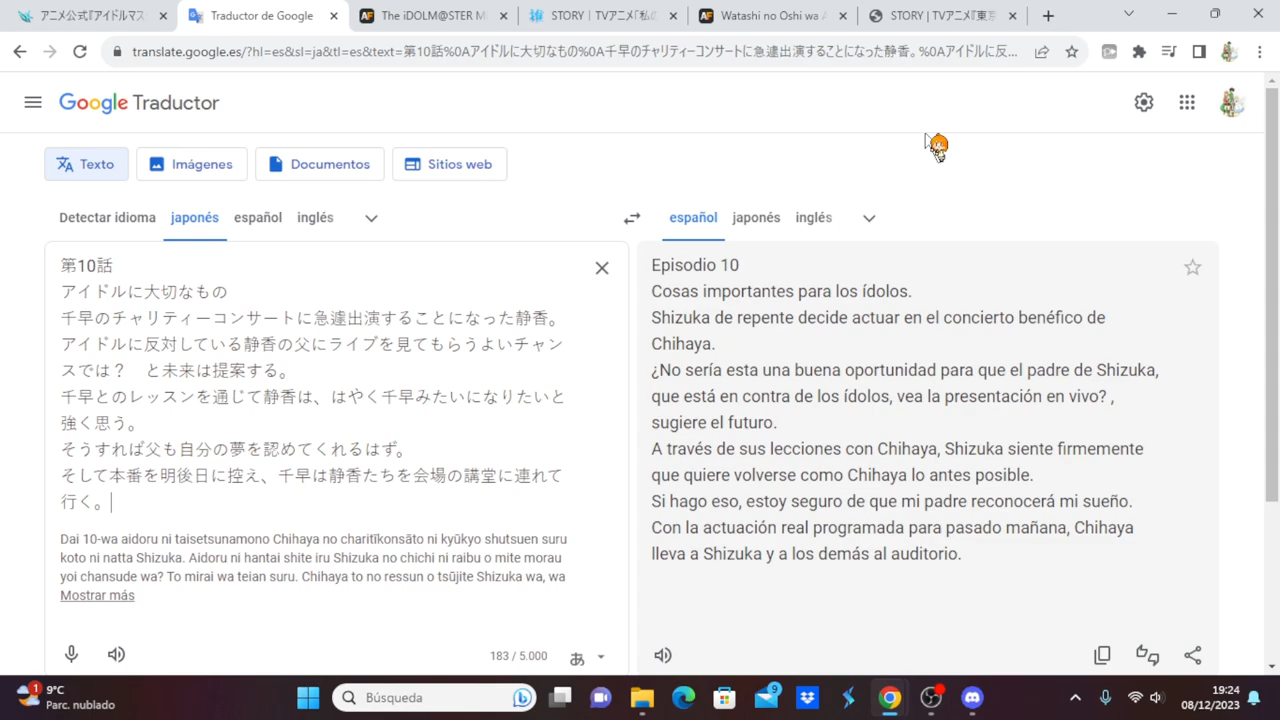 アニメ公式『アイドルマス
Traductor de Google
The iDOLM@STER M
STORY｜TVアニメ「私の
Watashi no Oshi wa A
STORY | TVアニメ『東京
translate.google.es/?hl=es&sl=ja&tl=es&text=第10話%0Aアイドルに大切なもの%0A千早のチャリティーコンサートに急遽出演することになった静香。%0Aアイドルに反...
Google Traductor
Texto
Imágenes
Documentos
Sitios web
Detectar idioma japonés español inglés
español japonés inglés
第10話
アイドルに大切なもの
千早のチャリティーコンサートに急遽出演することになった静香。
アイドルに反対している静香の父にライブを見てもらうよいチャン
スでは？　と未来は提案する。
千早とのレッスンを通じて静香は、はやく千早みたいになりたいと
強く思う。
そうすれば父も自分の夢を認めてくれるはず。
そして本番を明後日に控え、千早は静香たちを会場の講堂に連れて
行く。
Dai 10-wa aidoru ni taisetsunamono Chihaya no charitīkonsāto ni kyūkyo shutsuen suru
koto ni natta Shizuka. Aidoru ni hantai shite iru Shizuka no chichi ni raibu o mite morau
yoi chansude wa? To mirai wa teian suru. Chihaya to no ressun o tsūjite Shizuka wa, wa
Mostrar más
183 / 5.000
あ
Episodio 10
Cosas importantes para los ídolos.
Shizuka de repente decide actuar en el concierto benéfico de
Chihaya.
¿No sería esta una buena oportunidad para que el padre de Shizuka,
que está en contra de los ídolos, vea la presentación en vivo? ,
sugiere el futuro.
A través de sus lecciones con Chihaya, Shizuka siente firmemente
que quiere volverse como Chihaya lo antes posible.
Si hago eso, estoy seguro de que mi padre reconocerá mi sueño.
Con la actuación real programada para pasado mañana, Chihaya
lleva a Shizuka y a los demás al auditorio.
1
9°C
Parc. nublado
Búsqueda
9
19:24
08/12/2023